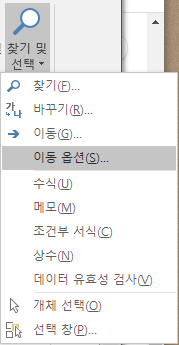 찾기 및
선택
찾기(F)...
바꾸기(R)...
이동(G)...
이동 옵션(S)...
수식(U)
메모(M)
조건부 서식(C)
상수(N)
데이터 유효성 검사(V)
개체 선택(O)
선택 창(P)...